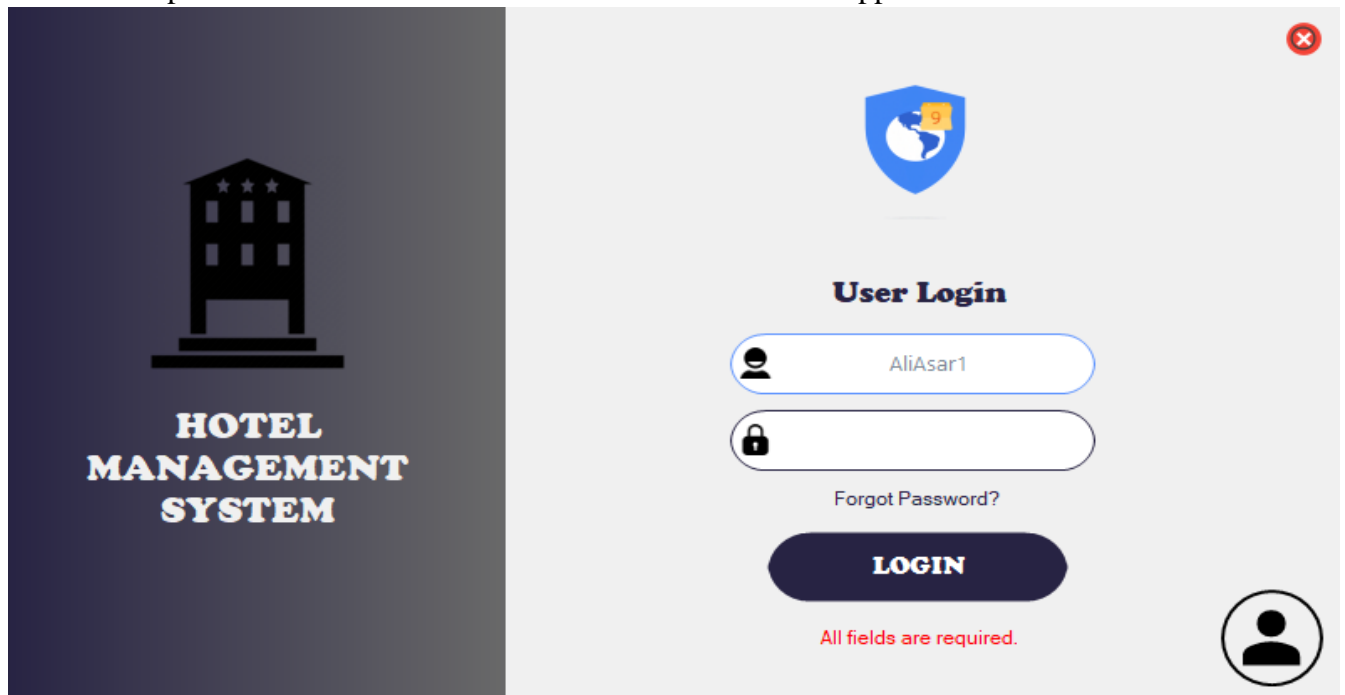 HOTEL
MANAGEMENT
SYSTEM
9
User Login
AliAsar1
Forgot Password?
LOGIN
All fields are required.